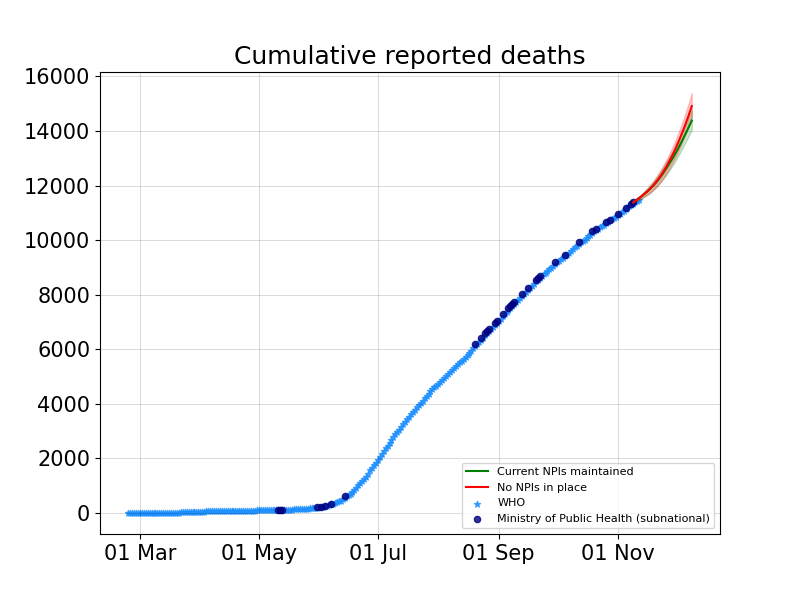 Cumulative reported deaths
16000
14000
12000
10000
8000
6000
4000
2000
0
Current NPIs maintained
No NPIs in place
WHO
Ministry of Public Health (subnational)
01 Mar 01 May 01 Jul 01 Sep 01 Nov